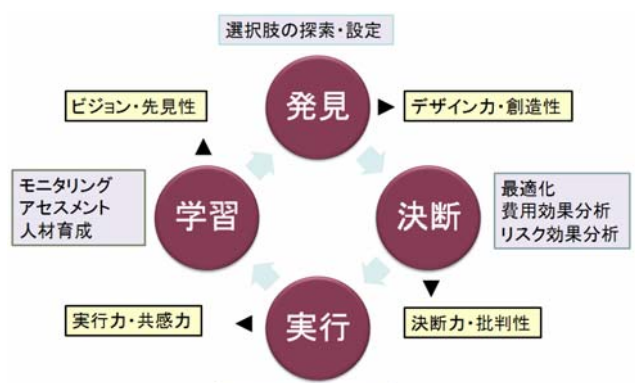 選択肢の探索・設定
発見
ビジョン・先見性
デザイン力・創造性
モニタリング
アセスメント
人材育成
学習
決断
最適化
費用効果分析
リスク効果分析
実行力・共感力
実行
決断力・批判性